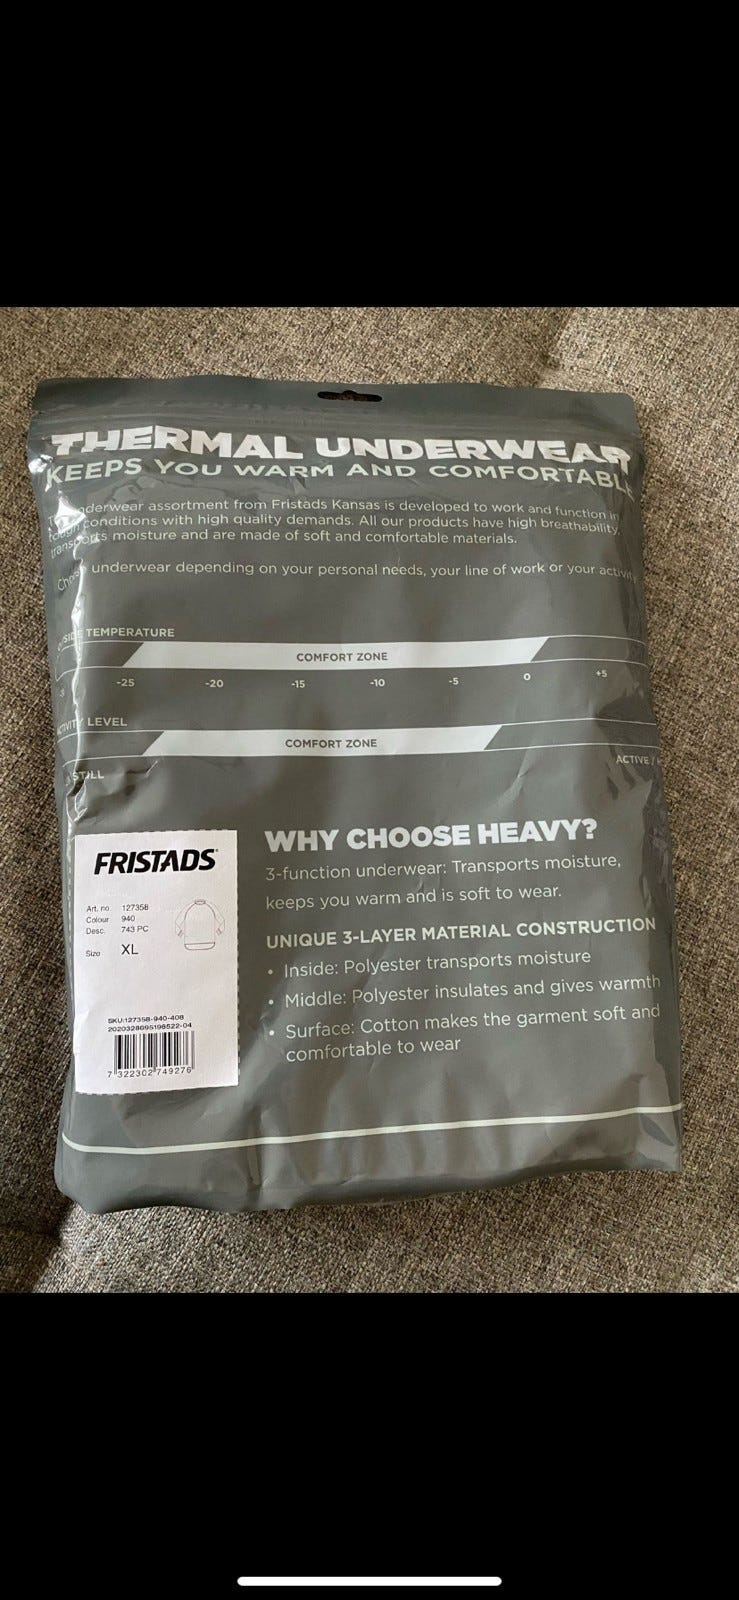 THERMAL UNDERWEAR
KEEPS YOU WARM AND COMFORTABLE
underwear assortment from Fristads Kansas is developed to work and function in
tough conditions with high quality demands. All our products have high breathability,
transports moisture and are made of soft and comfortable materials.
underwear depending on your personal needs, your line of work or your
TEMPERATURE
COMFORT ZONE
-25 -20 -15 -10 -5 0 +5
LEVEL
COMFORT ZONE
STILL
ACTIVE /
WHY CHOOSE HEAVY?
3-function underwear: Transports moisture,
keeps you warm and is soft to wear.
UNIQUE 3-LAYER MATERIAL CONSTRUCTION
• Inside: Polyester transports moisture
• Middle: Polyester insulates and gives warmth
• Surface: Cotton makes the garment soft and
comfortable to wear
FRISTADS®
Art. no. 127358
Colour 940
Desc. 743 PC
Size XL
SKU:127358-940-408
2020328695196522-04
7 322302 749276